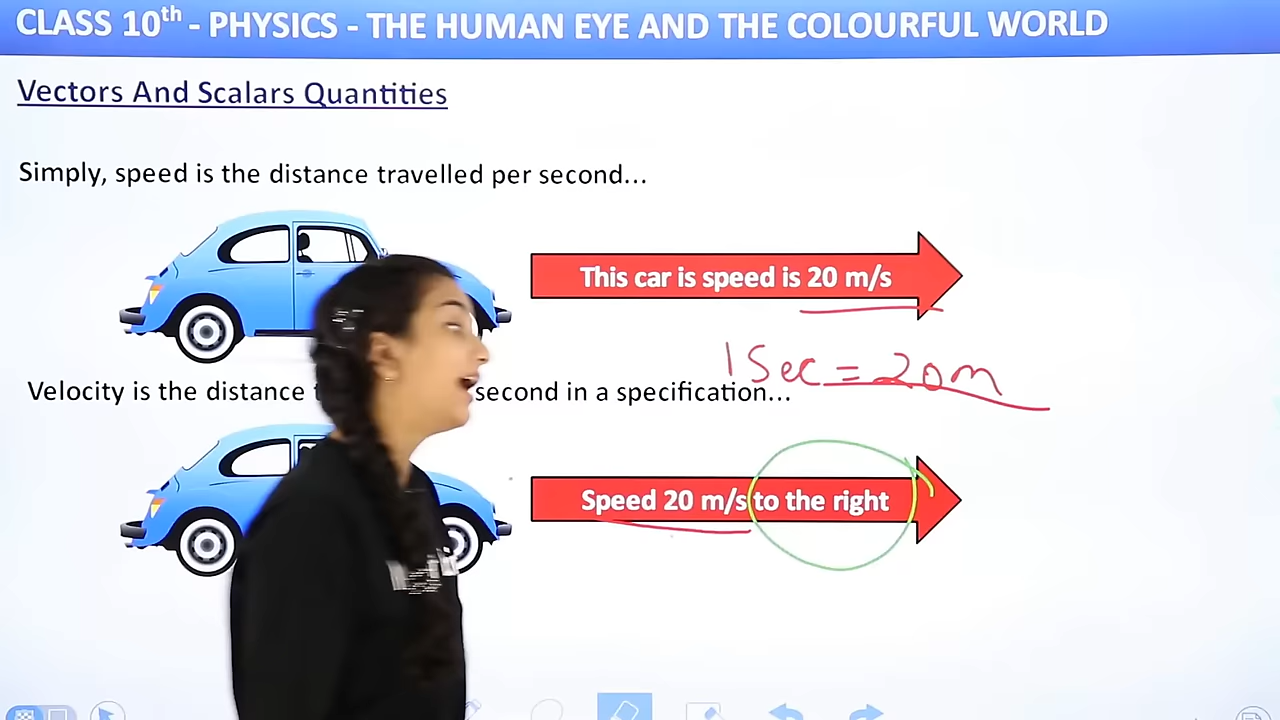 CLASS 10th - PHYSICS - THE HUMAN EYE AND THE COLOURFUL WORLD
Vectors And Scalars Quantities
Simply, speed is the distance travelled per second...
This car is speed is 20 m/s
1 Sec = 20m
Velocity is the distance second in a specification...
Speed 20 m/s to the right